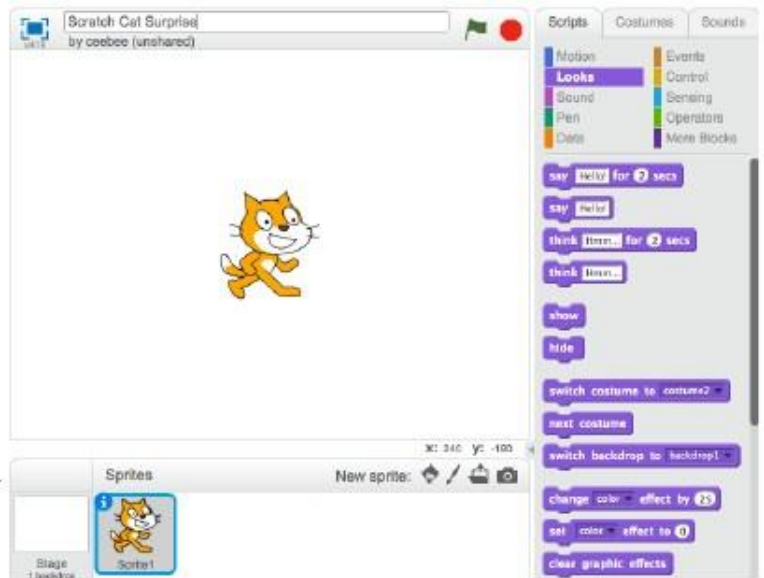 Scratch Cat Surprise
by ceebee (unshared)
Scripts Costumes Sounds
Motion Events
Looks Control
Sound Sensing
Pen Operators
Data More Blocks
say Hello! for 2 secs
say Hello!
think Hmm... for 2 secs
think Hmm...
show
hide
switch costume to costume2
next costume
switch backdrop to backdrop1
change color effect by 25
set color effect to 0
clear graphic effects
x: 240 y: -180
Sprites New sprite:
Stage
1 backdrop
Sprite1